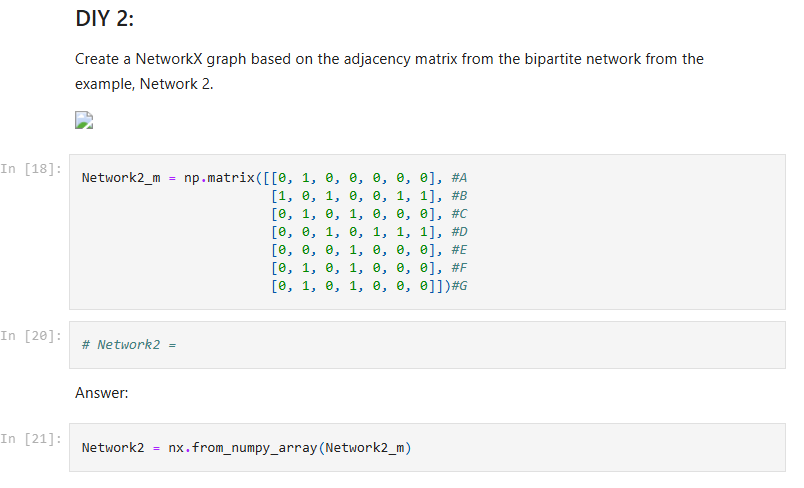 DIY 2:
Create a NetworkX graph based on the adjacency matrix from the bipartite network from the
example, Network 2.
In [18]:
Network2_m = np.matrix([[0, 1, 0, 0, 0, 0, 0], #A
[1, 0, 1, 0, 0, 1, 1], #B
[0, 1, 0, 1, 0, 0, 0], #C
[0, 0, 1, 0, 1, 1, 1], #D
[0, 0, 0, 1, 0, 0, 0], #E
[0, 1, 0, 1, 0, 0, 0], #F
[0, 1, 0, 1, 0, 0, 0]])#G
In [20]:
# Network2 =
Answer:
In [21]:
Network2 = nx.from_numpy_array(Network2_m)